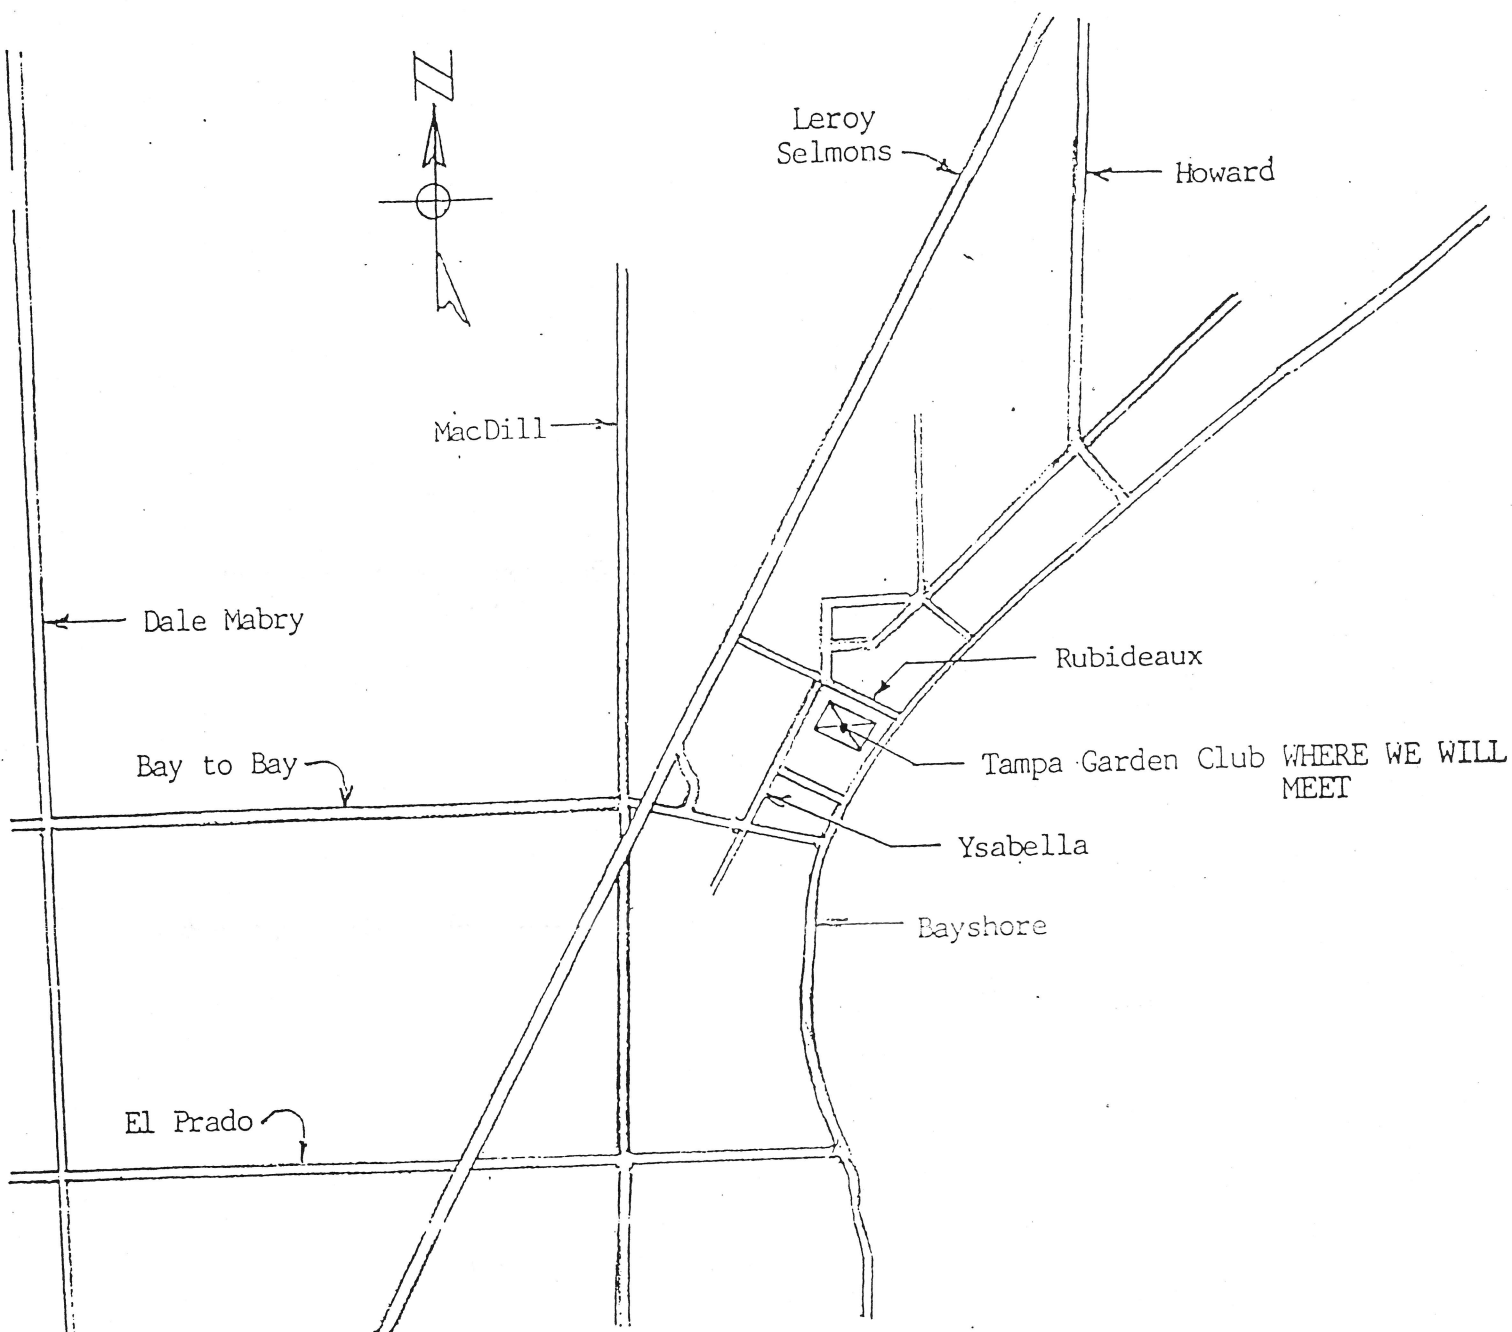 N
Leroy
Selmons
Howard
MacDill
Dale Mabry
Rubideaux
Bay to Bay
Tampa Garden Club WHERE WE WILL
MEET
Ysabella
Bayshore
El Prado